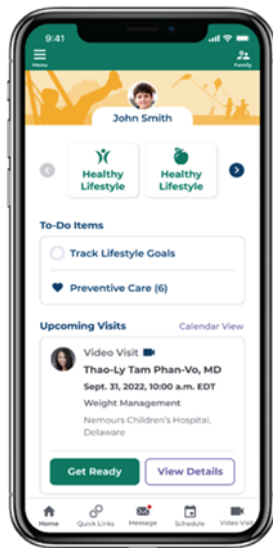 9:41
Menu
Family
John Smith
Healthy
Lifestyle
Healthy
Lifestyle
To-Do Items
Track Lifestyle Goals
Preventive Care (6)
Upcoming Visits
Calendar View
Video Visit
Thao-Ly Tam Phan-Vo, MD
Sept. 31, 2022, 10:00 a.m. EDT
Weight Management
Nemours Children's Hospital,
Delaware
Get Ready
View Details
Home
Quick Links
Message
Schedule
Video Visit